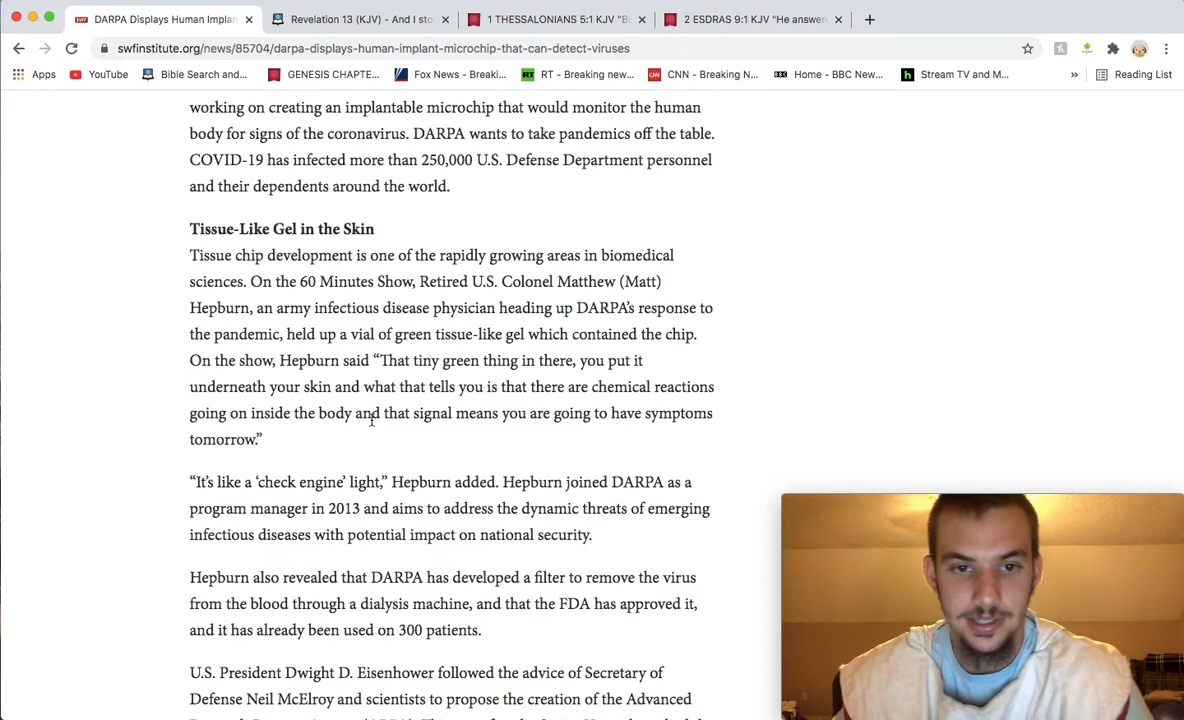 DARPA Displays Human Implan
Revelation 13 (KJV) - And I sto
1 THESSALONIANS 5:1 KJV "B
2 ESDRAS 9:1 KJV "He answer
swfinstitute.org/news/85704/darpa-displays-human-implant-microchip-that-can-detect-viruses
Apps
YouTube
Bible Search and...
GENESIS CHAPTE...
Fox News - Breaki...
RT
RT - Breaking new...
CNN
CNN - Breaking N...
BBC
Home - BBC New...
h
Stream TV and M...
»
Reading List
working on creating an implantable microchip that would monitor the human
body for signs of the coronavirus. DARPA wants to take pandemics off the table.
COVID-19 has infected more than 250,000 U.S. Defense Department personnel
and their dependents around the world.
Tissue-Like Gel in the Skin
Tissue chip development is one of the rapidly growing areas in biomedical
sciences. On the 60 Minutes Show, Retired U.S. Colonel Matthew (Matt)
Hepburn, an army infectious disease physician heading up DARPA's response to
the pandemic, held up a vial of green tissue-like gel which contained the chip.
On the show, Hepburn said “That tiny green thing in there, you put it
underneath your skin and what that tells you is that there are chemical reactions
going on inside the body and that signal means you are going to have symptoms
tomorrow.”
“It's like a ‘check engine’ light,” Hepburn added. Hepburn joined DARPA as a
program manager in 2013 and aims to address the dynamic threats of emerging
infectious diseases with potential impact on national security.
Hepburn also revealed that DARPA has developed a filter to remove the virus
from the blood through a dialysis machine, and that the FDA has approved it,
and it has already been used on 300 patients.
U.S. President Dwight D. Eisenhower followed the advice of Secretary of
Defense Neil McElroy and scientists to propose the creation of the Advanced